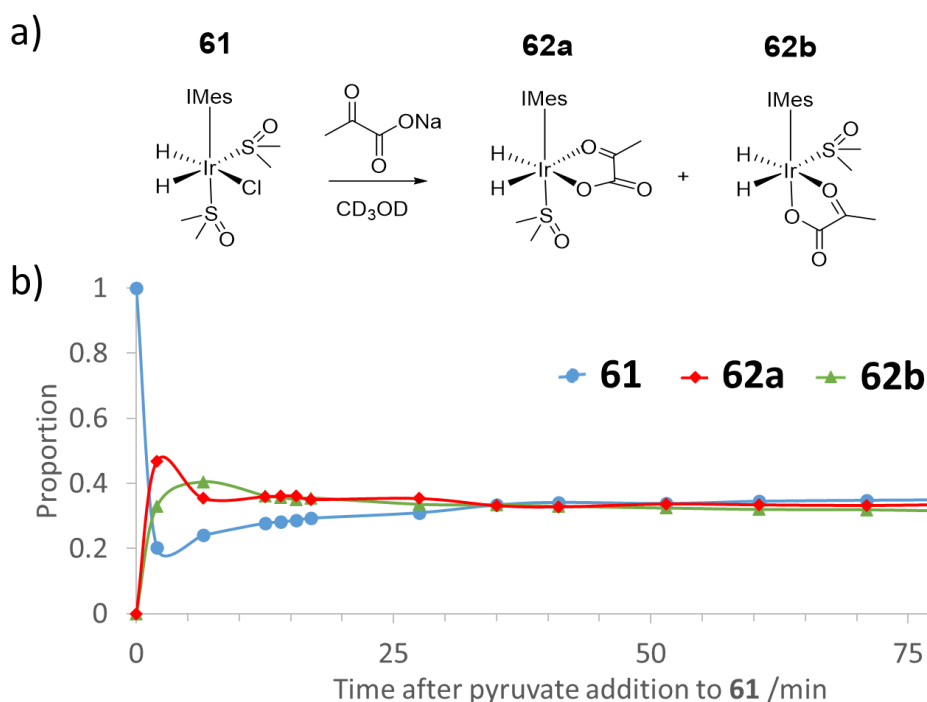 a)
61
62a
62b
IMes
O
ONa
O
CD₃OD
H
H
Ir
S
O
Cl
S
O
IMes
H
H
Ir
O
O
O
S
O
+
IMes
H
H
Ir
S
O
O
O
O
b)
Proportion
1
0.8
0.6
0.4
0.2
0
61
62a
62b
0
25
50
75
Time after pyruvate addition to 61 /min